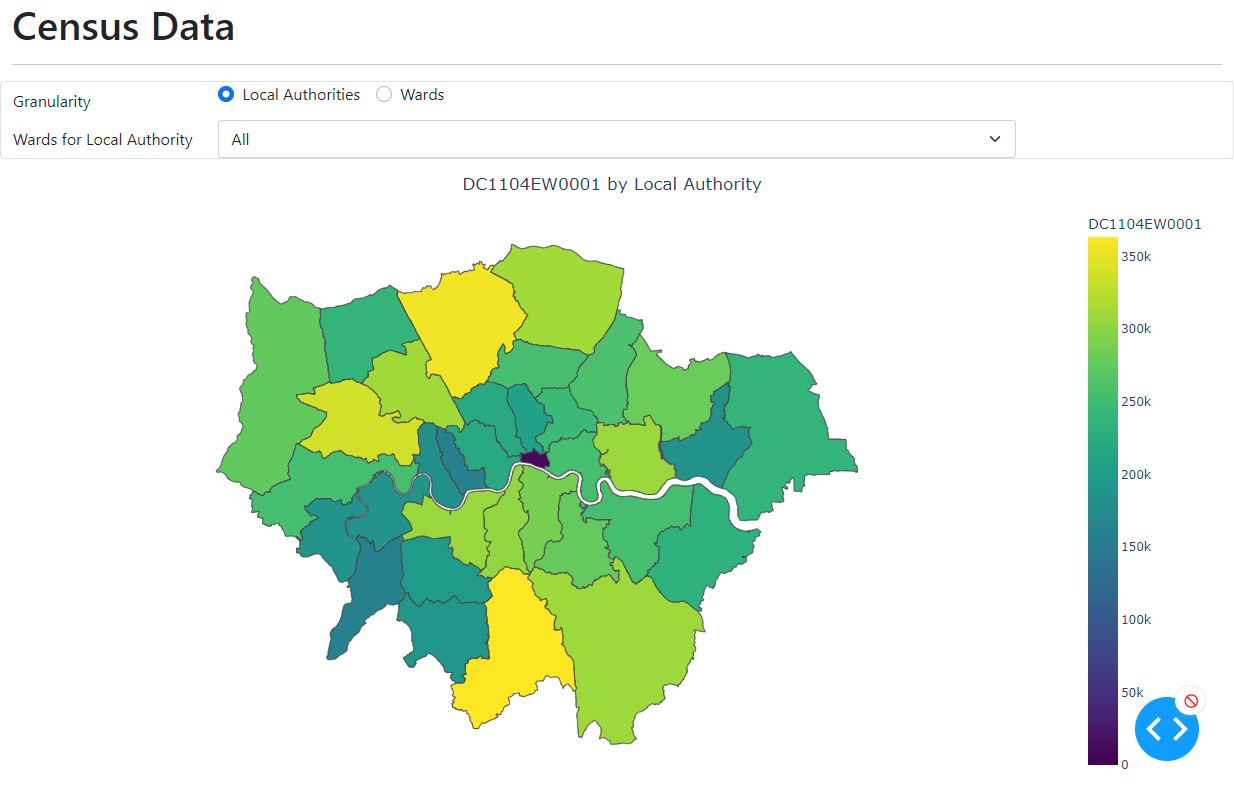 Census Data
Granularity
Local Authorities Wards
Wards for Local Authority
All
DC1104EW0001 by Local Authority
DC1104EW0001
350k
300k
250k
200k
150k
100k
50k
0